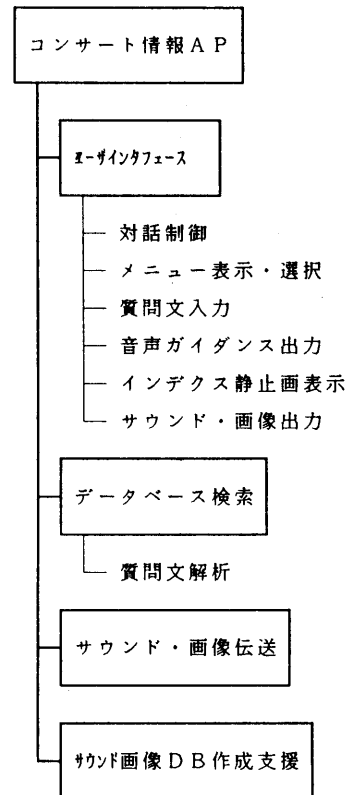 コンサート情報ＡＰ
ﾕｰｻﾞｲﾝﾀﾌｪｰｽ
対話制御
メニュー表示・選択
質問文入力
音声ガイダンス出力
インデクス静止画表示
サウンド・画像出力
データベース検索
質問文解析
サウンド・画像伝送
ｻｳﾝﾄﾞ画像ＤＢ作成支援